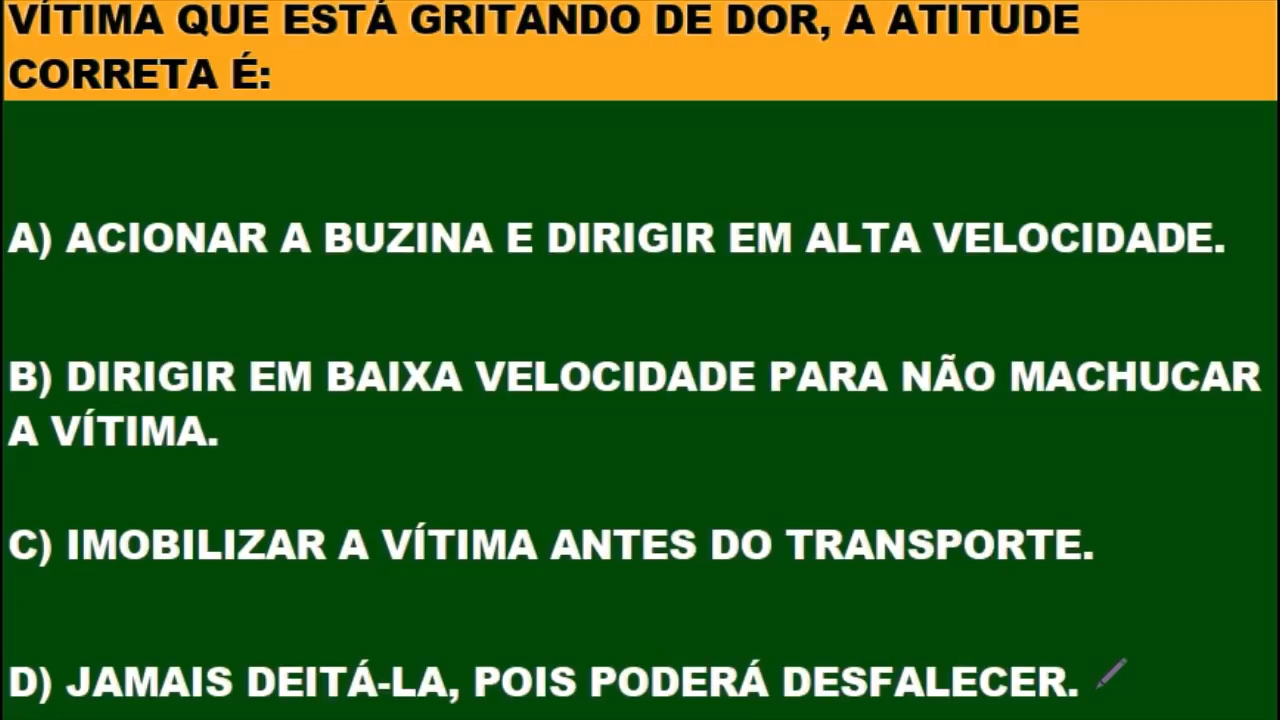 VÍTIMA QUE ESTÁ GRITANDO DE DOR, A ATITUDE
CORRETA É:
A) ACIONAR A BUZINA E DIRIGIR EM ALTA VELOCIDADE.
B) DIRIGIR EM BAIXA VELOCIDADE PARA NÃO MACHUCAR
A VÍTIMA.
C) IMOBILIZAR A VÍTIMA ANTES DO TRANSPORTE.
D) JAMAIS DEITÁ-LA, POIS PODERÁ DESFALECER.